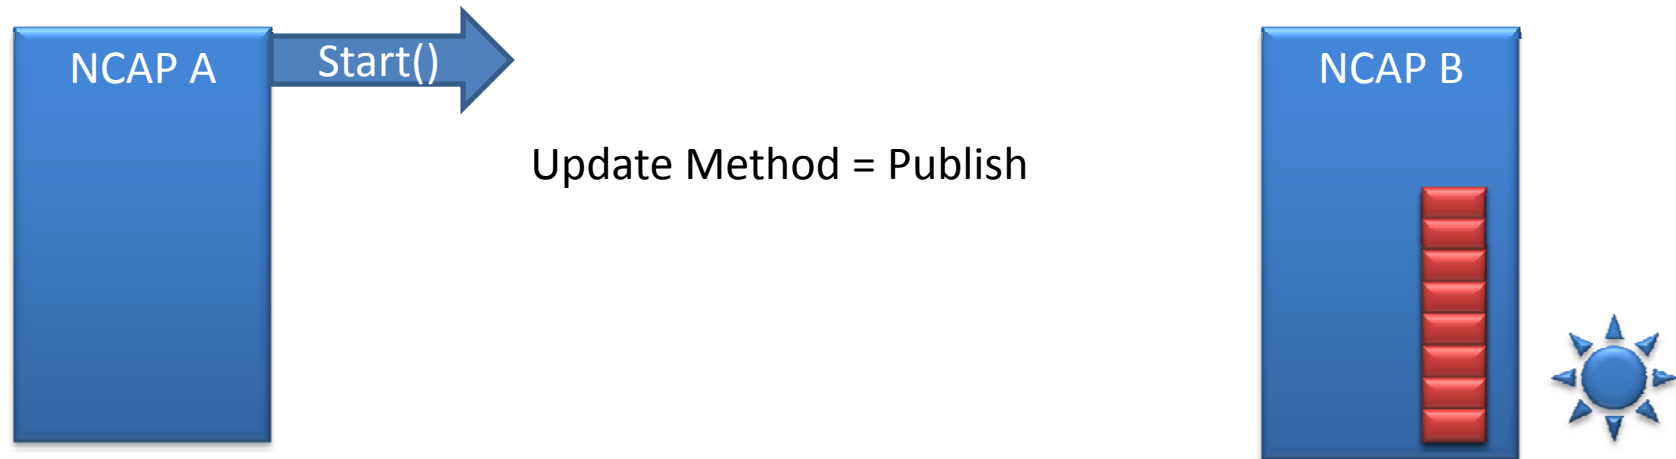 NCAP A
Start()
NCAP B
Update Method = Publish